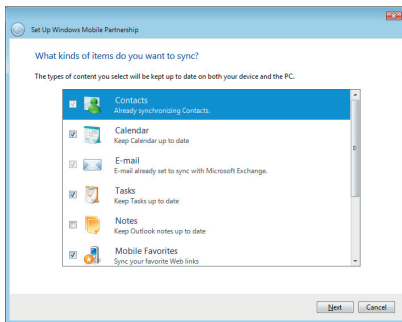 Set Up Windows Mobile Partnership
What kinds of items do you want to sync?
The types of content you select will be kept up to date on both your device and the PC.
Contacts
Already synchronizing Contacts.
Calendar
Keep Calendar up to date
E-mail
E-mail already set to sync with Microsoft Exchange.
Tasks
Keep Tasks up to date
Notes
Keep Outlook notes up to date
Mobile Favorites
Sync your favorite Web links
Next Cancel